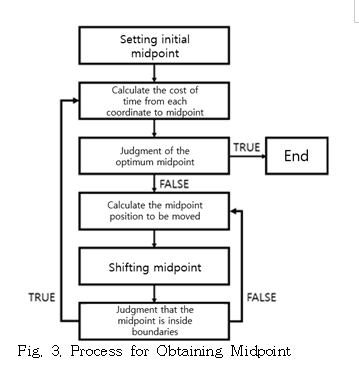 Setting initial
midpoint
Calculate the cost of
time from each
coordinate to midpoint
Judgment of the
optimum midpoint
TRUE
End
FALSE
Calculate the midpoint
position to be moved
Shifting midpoint
TRUE
FALSE
Judgment that the
midpoint is inside
boundaries
Fig. 3. Process for Obtaining Midpoint